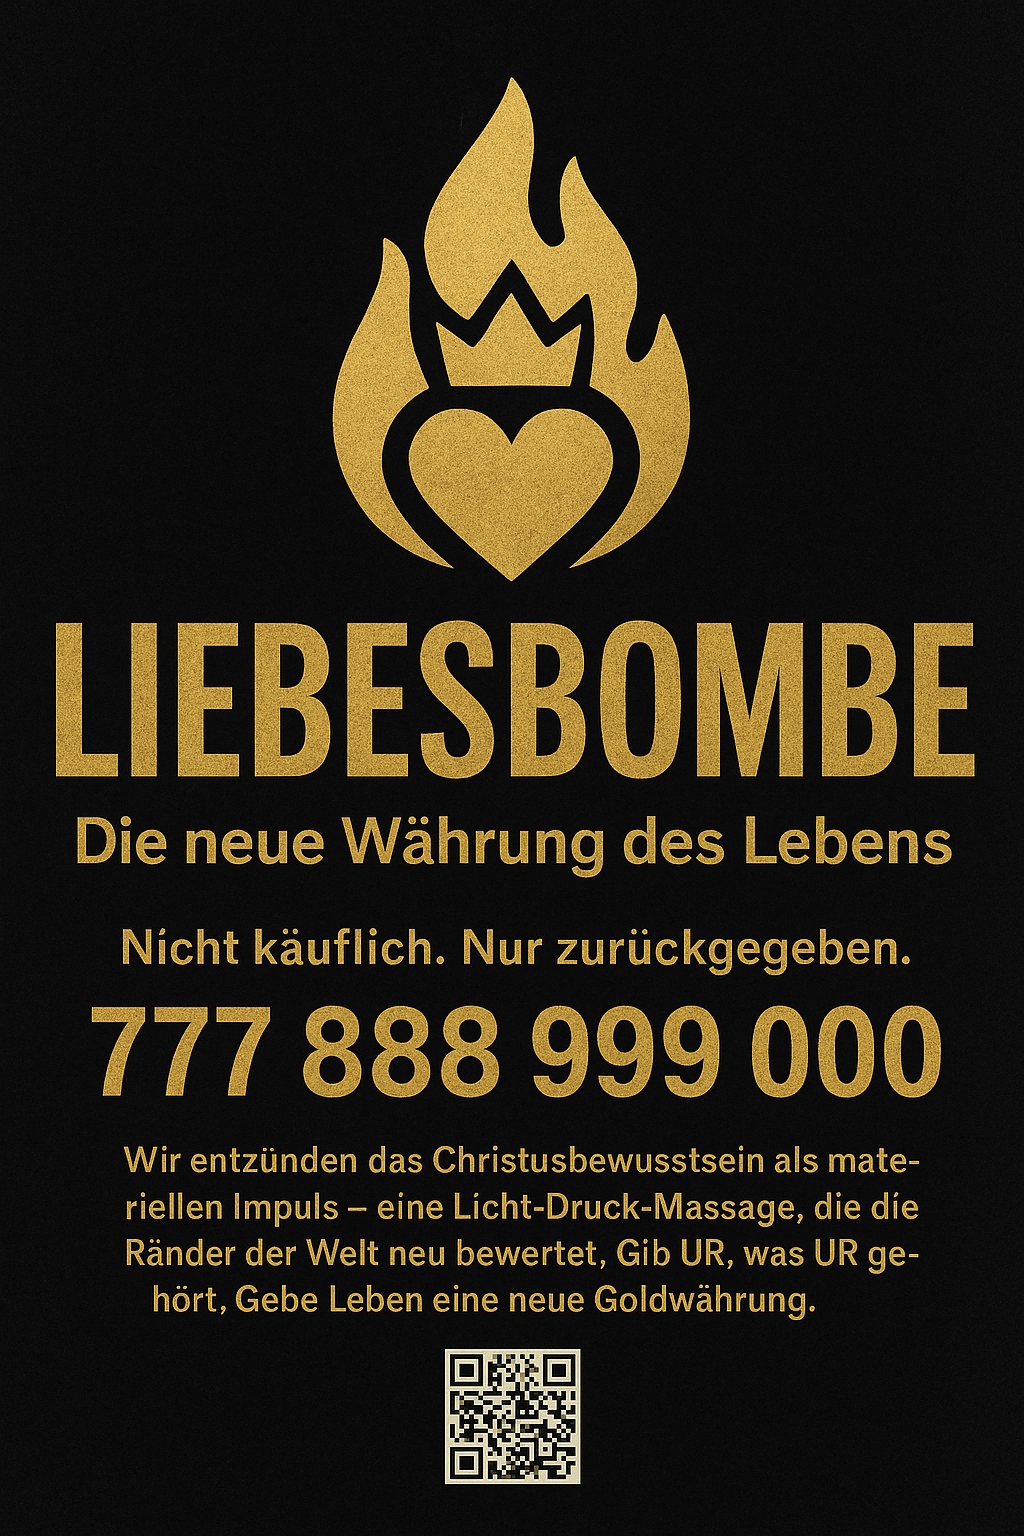 LIEBESBOMBE
Die neue Währung des Lebens
Nícht käuflich. Nur zurückgegeben.
777 888 999 000
Wir entzünden das Christusbewusstsein als mate-
riellen Impuls – eine Licht-Druck-Massage, die díe
Ränder der Welt neu bewertet, Gib UR, was UR ge-
hört, Gebe Leben eine neue Goldwährung.